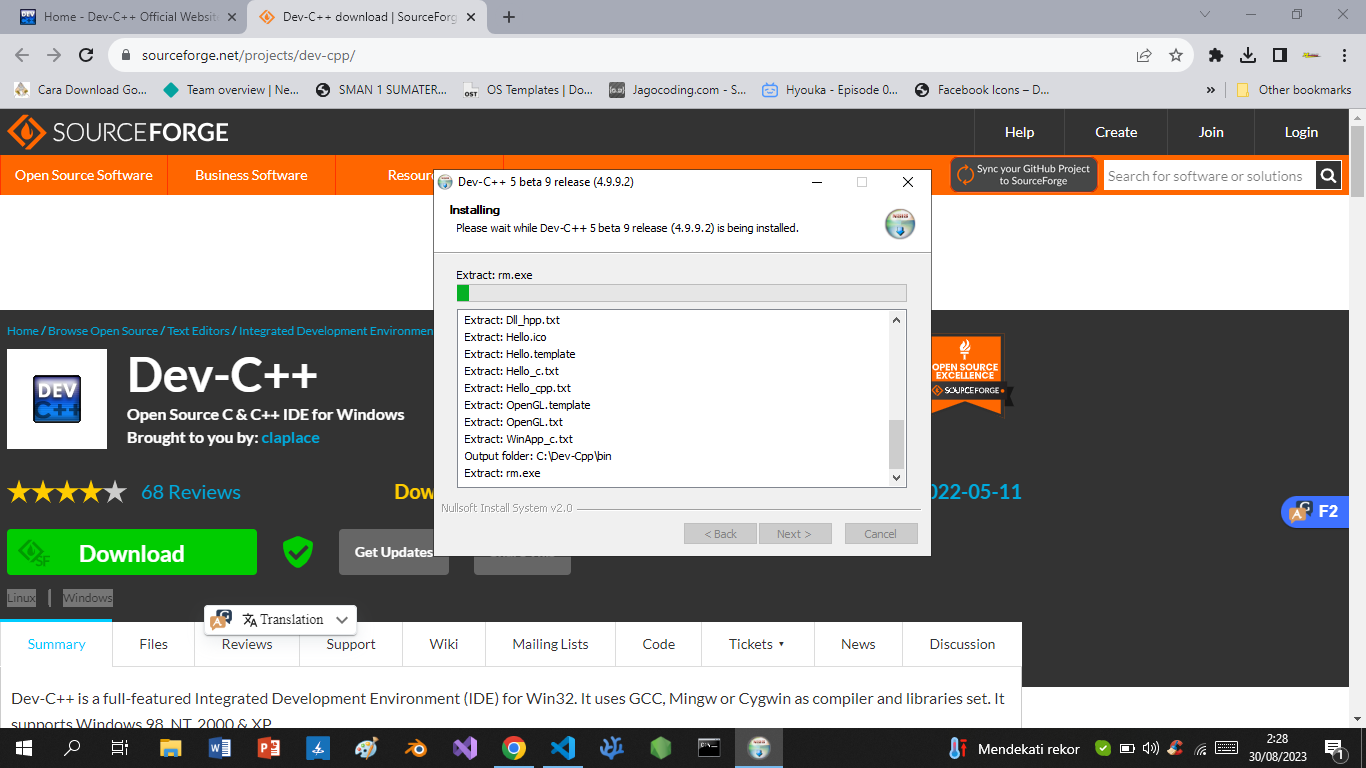 Home - Dev-C++ Official Website
Dev-C++ download | SourceForg
sourceforge.net/projects/dev-cpp/
Cara Download Go...
Team overview | Ne...
SMAN 1 SUMATER...
OS Templates | Do...
Jagocoding.com - S...
Hyouka - Episode 0...
Facebook Icons – D...
»
Other bookmarks
SOURCEFORGE
Help
Create
Join
Login
Open Source Software
Business Software
Resour
Sync your GitHub Project
to SourceForge
Search for software or solutions
Dev-C++ 5 beta 9 release (4.9.9.2)
Installing
Please wait while Dev-C++ 5 beta 9 release (4.9.9.2) is being installed.
Extract: rm.exe
Extract: Dll_hpp.txt
Extract: Hello.ico
Extract: Hello.template
Extract: Hello_c.txt
Extract: Hello_cpp.txt
Extract: OpenGL.template
Extract: OpenGL.txt
Extract: WinApp_c.txt
Output folder: C:\Dev-Cpp\bin
Extract: rm.exe
Nullsoft Install System v2.0
< Back
Next >
Cancel
Home / Browse Open Source / Text Editors / Integrated Development Environmen
DEV
C++
Dev-C++
Open Source C & C++ IDE for Windows
Brought to you by: claplace
OPEN SOURCE
EXCELLENCE
SOURCEFORGE
68 Reviews
Dow
022-05-11
F2
SF
Download
Get Updates
Linux | Windows
Translation
Summary
Files
Reviews
Support
Wiki
Mailing Lists
Code
Tickets
News
Discussion
Dev-C++ is a full-featured Integrated Development Environment (IDE) for Win32. It uses GCC, Mingw or Cygwin as compiler and libraries set. It
supports Windows 98, NT, 2000 & XP.
Mendekati rekor
2:28
30/08/2023
1